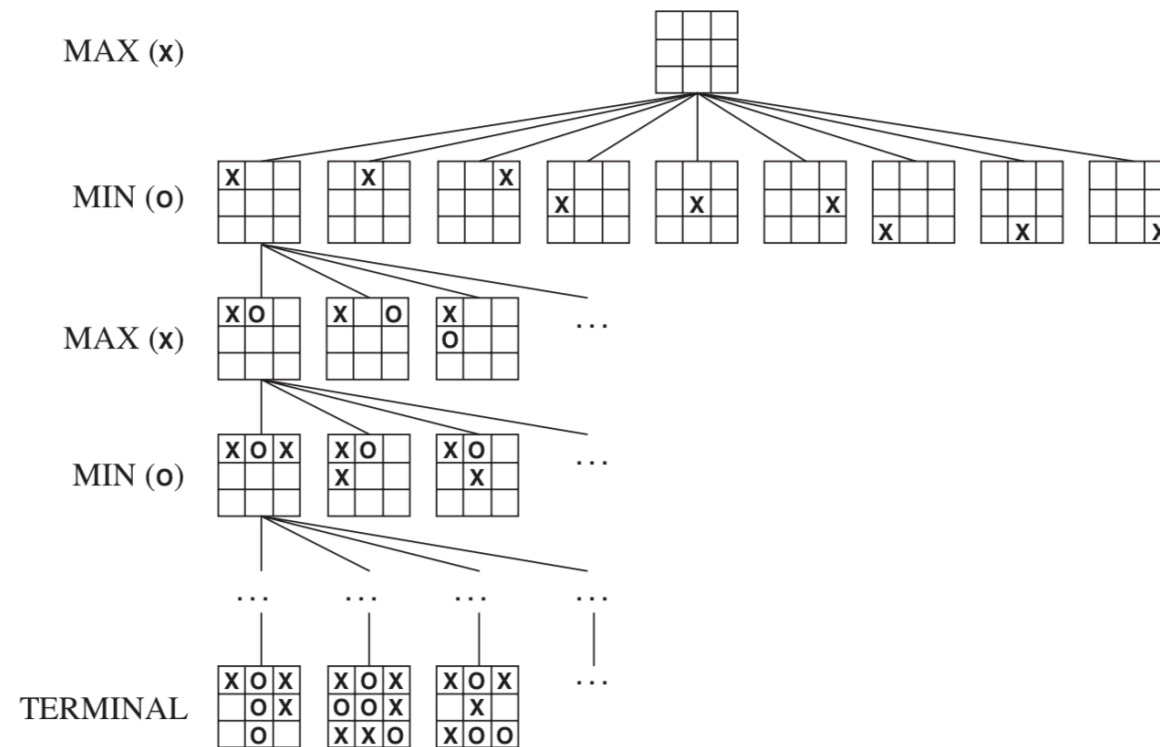 MAX (X)
X X X X X X X X X
MIN (O)
X O X O X ...
MAX (X)
O
X O X X O X O ...
MIN (O)
X X
... ... ... ...
X O X X O X X O X ...
TERMINAL O X O O X X
O X X O X O O